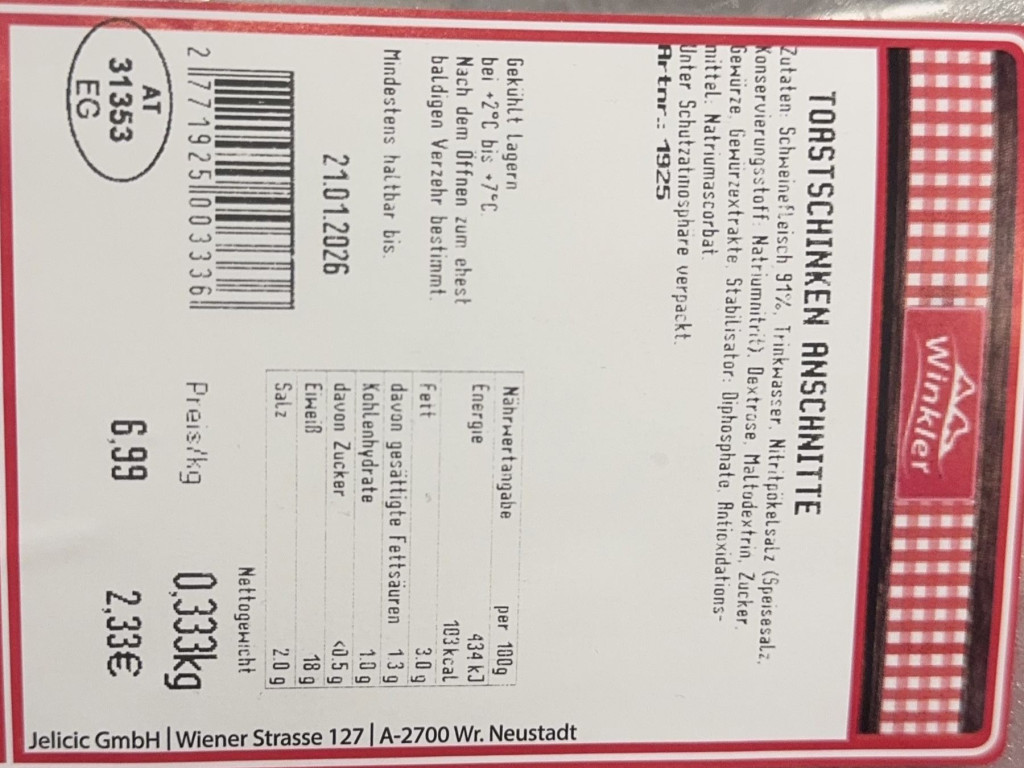 Winkler
TOASTSCHINKEN ANSCHNITTE
Zutaten: Schweinefleisch 91%, Trinkwasser, Nitritpökelsalz (Speisesalz,
Konservierungsstoff: Natriumnitrit), Dextrose, Maltodextrin, Zucker,
Gewürze, Gewürzextrakte, Stabilisator: Diphosphate, Antioxidations-
mittel: Natriumascorbat.
Unter Schutzatmosphäre verpackt.
Artnr.: 1925
Gekühlt Lagern
bei +2°C bis +7°C.
Nach dem Öffnen zum ehest
baldigen Verzehr bestimmt.
Mindestens haltbar bis:
21.01.2026
2 771925 003336
AT
31353
EG
Nährwertangabe per 100g
Energie 434 kJ
103kcal
Fett 3.0 g
davon gesättigte Fettsäuren 1.3 g
Kohlenhydrate 1.0 g
davon Zucker <0.5 g
Eiweiß 18 g
Salz 2.0 g
Nettogewicht
Preis/kg 0,333kg
6,99 2,33€
Jelicic GmbH | Wiener Strasse 127 | A-2700 Wr. Neustadt